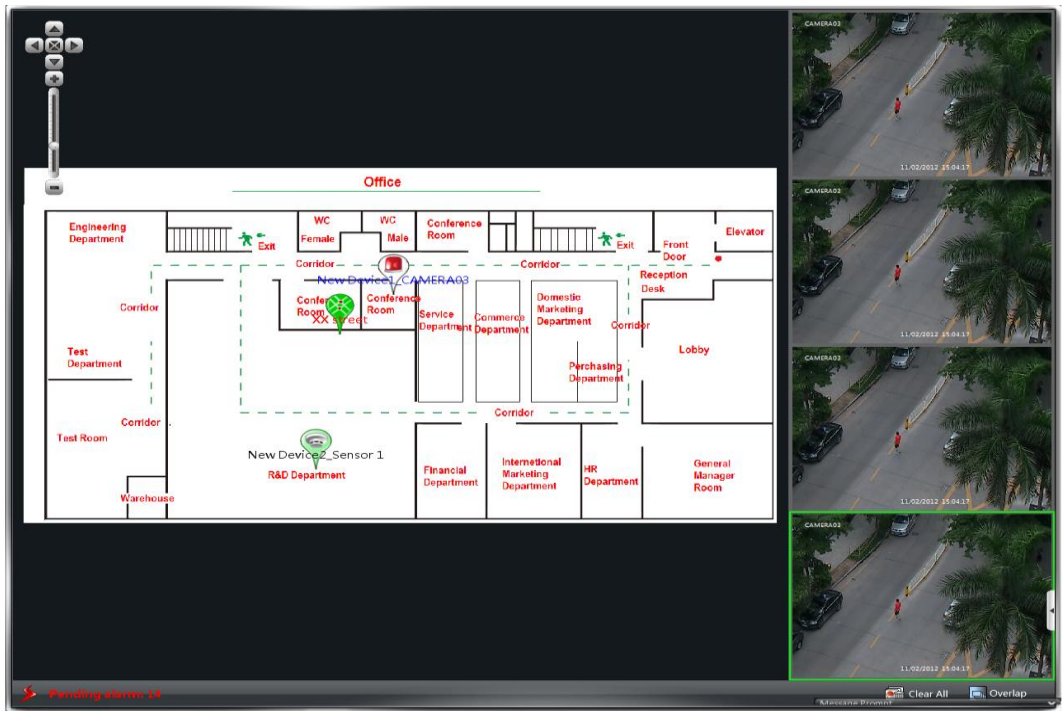 CAMERA03
11/02/2012 15:04:17
CAMERA03
11/02/2012 15:04:17
CAMERA03
11/02/2012 15:04:17
CAMERA03
11/02/2012 15:04:17
Office
Engineering
Department
WC
Female
WC
Male
Conference
Room
Exit
Exit
Front
Door
Elevator
Corridor
Corridor
Reception
Desk
New Device1_CAMERA03
Corridor
Conference
Room
XX street
Conference
Room
Service
Department
Commerce
Department
Domestic
Marketing
Department
Corridor
Lobby
Test
Department
Perchasing
Department
Corridor
Corridor
Test Room
New Device2_Sensor 1
R&D Department
Financial
Department
Internetional
Marketing
Department
HR
Department
General
Manager
Room
Warehouse
Pending alarm: 14
Clear All
Overlap
Message Prompt